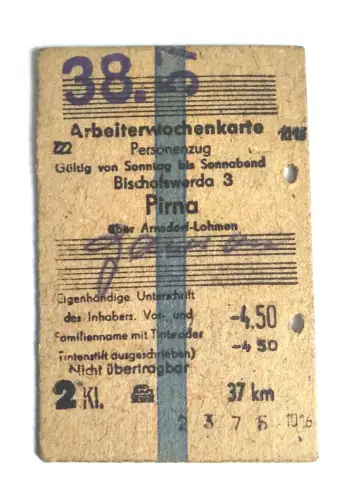 38.57
Arbeiterwochenkarte
Personenzug
Gültig von Sonntag bis Sonnabend
Bischofswerda 3
Pirna
über Arnsdorf-Lohmen
Eigenhändige Unterschrift
des Inhabers. Vor- und -4.50
Familienname mit Tinte oder -4 50
Tintenstift ausgeschrieben)
Nicht übertragbar
2 Kl. 37 km